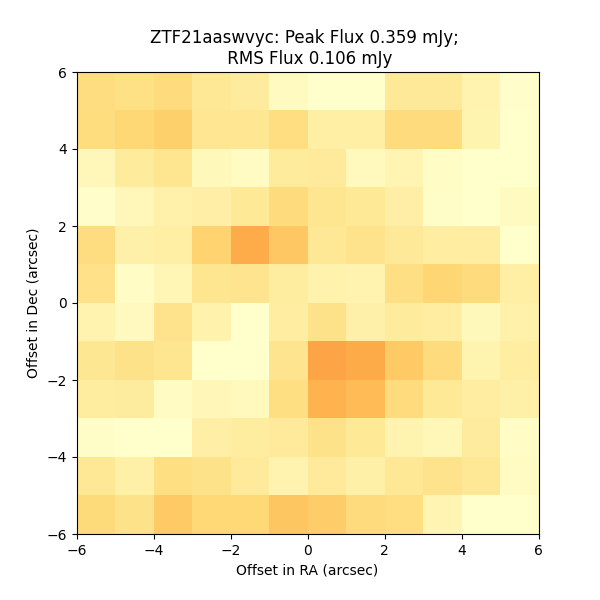 ZTF21aaswvyc: Peak Flux 0.359 mJy;
RMS Flux 0.106 mJy
6
4
2
0
−2
−4
−6
Offset in Dec (arcsec)
−6 −4 −2 0 2 4 6
Offset in RA (arcsec)